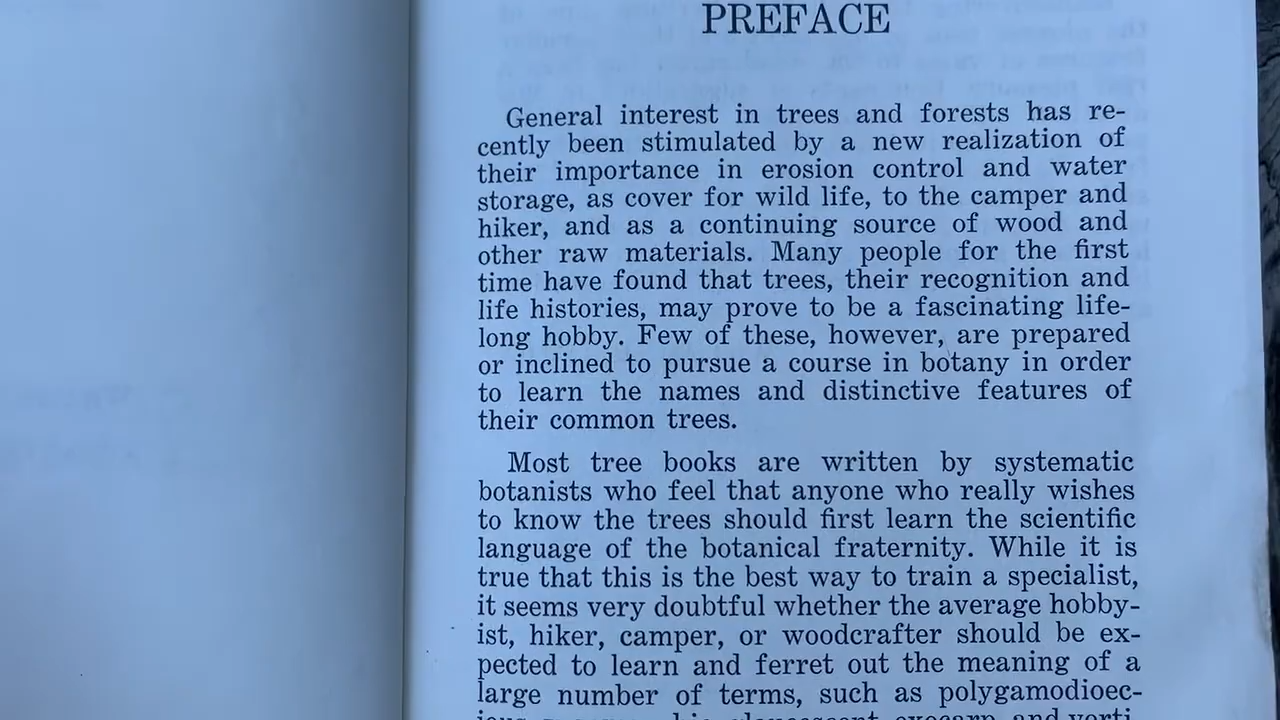 PREFACE
General interest in trees and forests has re-
cently been stimulated by a new realization of
their importance in erosion control and water
storage, as cover for wild life, to the camper and
hiker, and as a continuing source of wood and
other raw materials. Many people for the first
time have found that trees, their recognition and
life histories, may prove to be a fascinating life-
long hobby. Few of these, however, are prepared
or inclined to pursue a course in botany in order
to learn the names and distinctive features of
their common trees.
Most tree books are written by systematic
botanists who feel that anyone who really wishes
to know the trees should first learn the scientific
language of the botanical fraternity. While it is
true that this is the best way to train a specialist,
it seems very doubtful whether the average hobby-
ist, hiker, camper, or woodcrafter should be ex-
pected to learn and ferret out the meaning of a
large number of terms, such as polygamodioec-